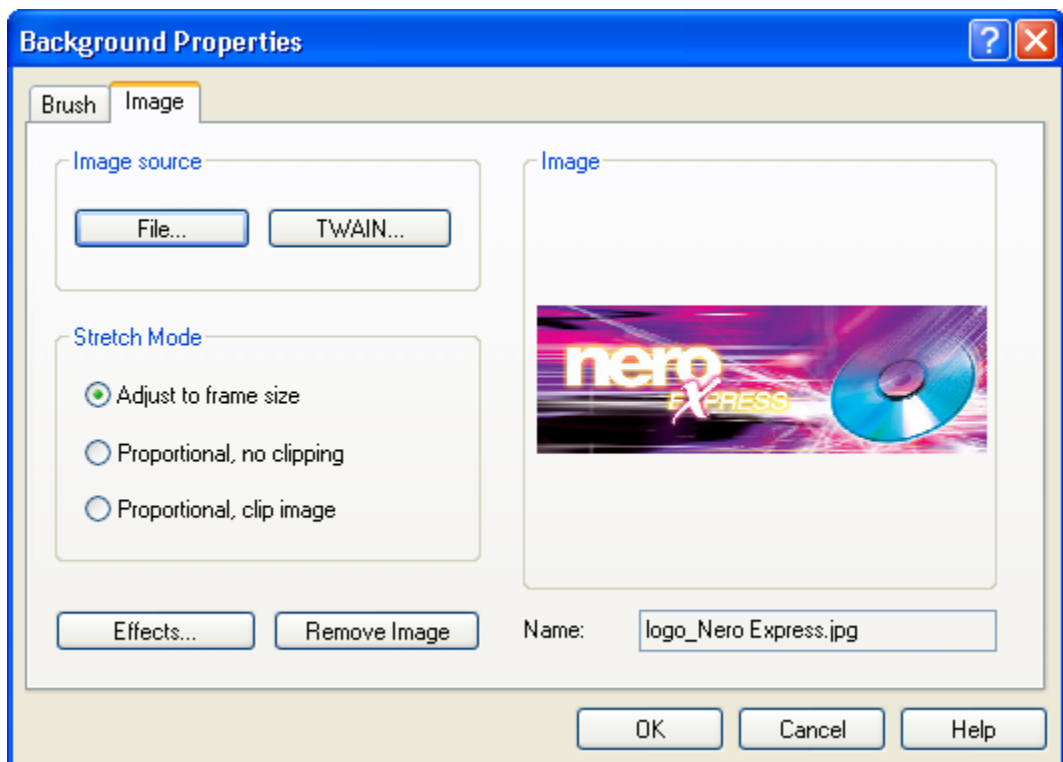 Background Properties
?
Brush Image
Image source
File... TWAIN...
Stretch Mode
Adjust to frame size
Proportional, no clipping
Proportional, clip image
Effects... Remove Image
Image
nero
EXPRESS
Name: logo_Nero Express.jpg
OK Cancel Help